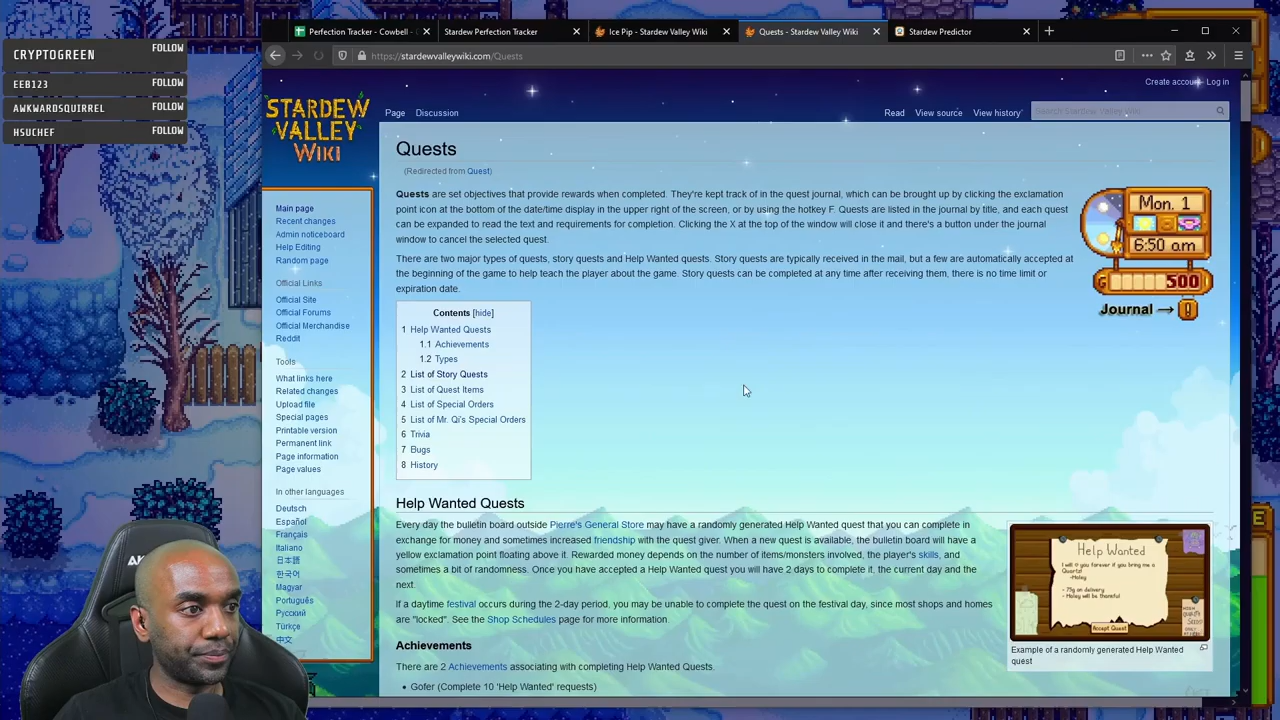 CRYPTOGREEN FOLLOW
EEB123 FOLLOW
AWKWARDSQUIRREL FOLLOW
HSUCHEF FOLLOW
Perfection Tracker - Cowbell -
Stardew Perfection Tracker
Ice Pip - Stardew Valley Wiki
Quests - Stardew Valley Wiki
Stardew Predictor
https://stardewvalleywiki.com/Quests
Create account Log in
STARDEW
VALLEY
WIKI
Page Discussion Read View source View history Search Stardew Valley Wiki
Quests
(Redirected from Quest)
Quests are set objectives that provide rewards when completed. They're kept track of in the quest journal, which can be brought up by clicking the exclamation
point icon at the bottom of the date/time display in the upper right of the screen, or by using the hotkey F. Quests are listed in the journal by title, and each quest
can be expanded to read the text and requirements for completion. Clicking the X at the top of the window will close it and there's a button under the journal
window to cancel the selected quest.
There are two major types of quests, story quests and Help Wanted quests. Story quests are typically received in the mail, but a few are automatically accepted at
the beginning of the game to help teach the player about the game. Story quests can be completed at any time after receiving them, there is no time limit or
expiration date.
Mon. 1
6:50 am
G 500
Journal → !
Main page
Recent changes
Admin noticeboard
Help Editing
Random page
Official Links
Official Site
Official Forums
Official Merchandise
Reddit
Tools
What links here
Related changes
Upload file
Special pages
Printable version
Permanent link
Page information
Page values
In other languages
Deutsch
Español
Français
Italiano
日本語
한국어
Magyar
Português
Русский
Türkçe
中文
Contents [hide]
1 Help Wanted Quests
1.1 Achievements
1.2 Types
2 List of Story Quests
3 List of Quest Items
4 List of Special Orders
5 List of Mr. Qi's Special Orders
6 Trivia
7 Bugs
8 History
Help Wanted Quests
Every day the bulletin board outside Pierre's General Store may have a randomly generated Help Wanted quest that you can complete in
exchange for money and sometimes increased friendship with the quest giver. When a new quest is available, the bulletin board will have a
yellow exclamation point floating above it. Rewarded money depends on the number of items/monsters involved, the player's skills, and
sometimes a bit of randomness. Once you have accepted a Help Wanted quest you will have 2 days to complete it, the current day and the
next.
If a daytime festival occurs during the 2-day period, you may be unable to complete the quest on the festival day, since most shops and homes
are "locked". See the Shop Schedules page for more information.
Achievements
There are 2 Achievements associating with completing Help Wanted Quests.
• Gofer (Complete 10 'Help Wanted' requests)
Help Wanted
I will forever if you bring me a
Quartz!
-Haley
- 75g on delivery
- Haley will be thankful
Accept Quest
Example of a randomly generated Help Wanted
quest